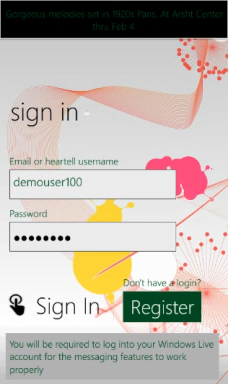 Gorgeous melodies set in 1920s Paris. At Arsht Center
thru Feb 4.
sign in
Email or heartell username
demouser100
Password
••••••••
Don't have a login?
Sign In
Register
You will be required to log into your Windows Live
account for the messaging features to work
properly